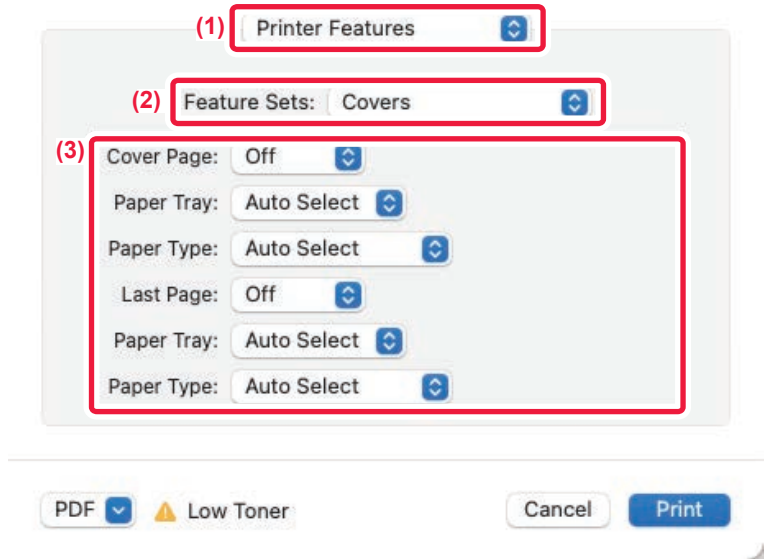 (1) Printer Features
(2) Feature Sets: Covers
(3) Cover Page: Off
Paper Tray: Auto Select
Paper Type: Auto Select
Last Page: Off
Paper Tray: Auto Select
Paper Type: Auto Select
PDF Low Toner Cancel Print